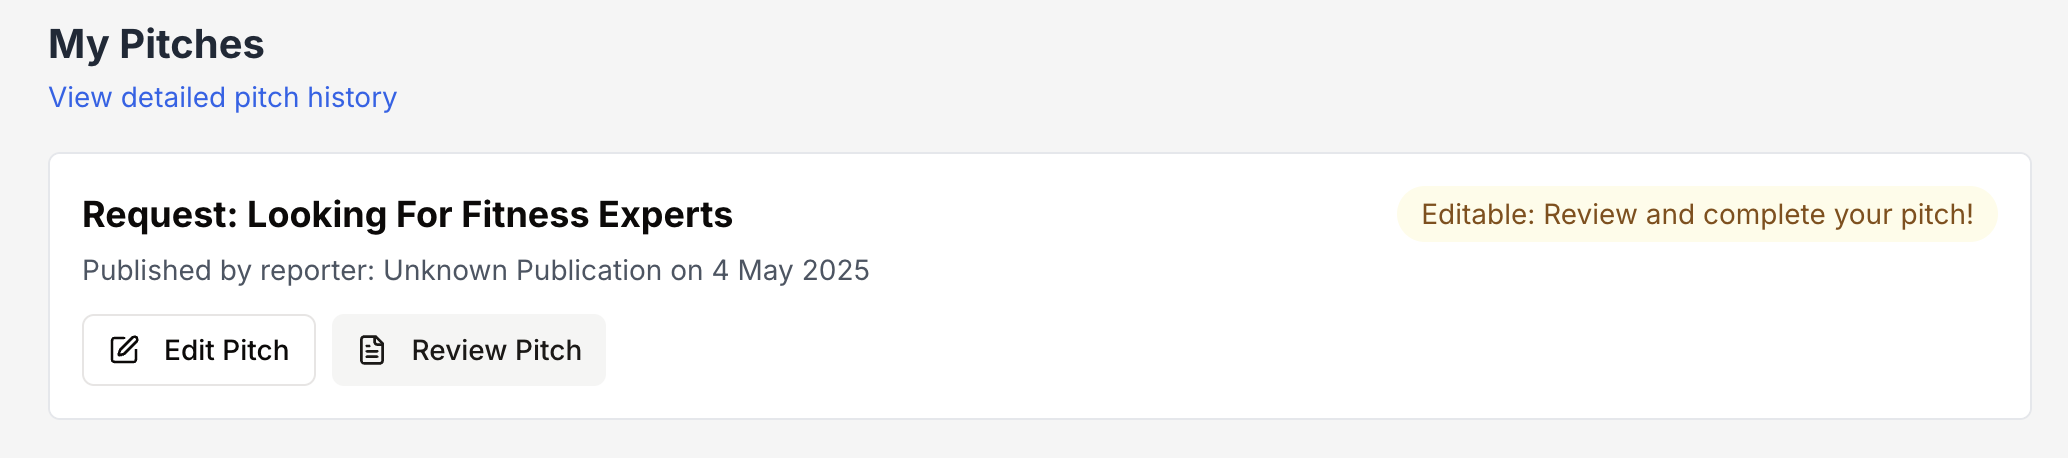 My Pitches
View detailed pitch history
Request: Looking For Fitness Experts
Editable: Review and complete your pitch!
Published by reporter: Unknown Publication on 4 May 2025
Edit Pitch
Review Pitch